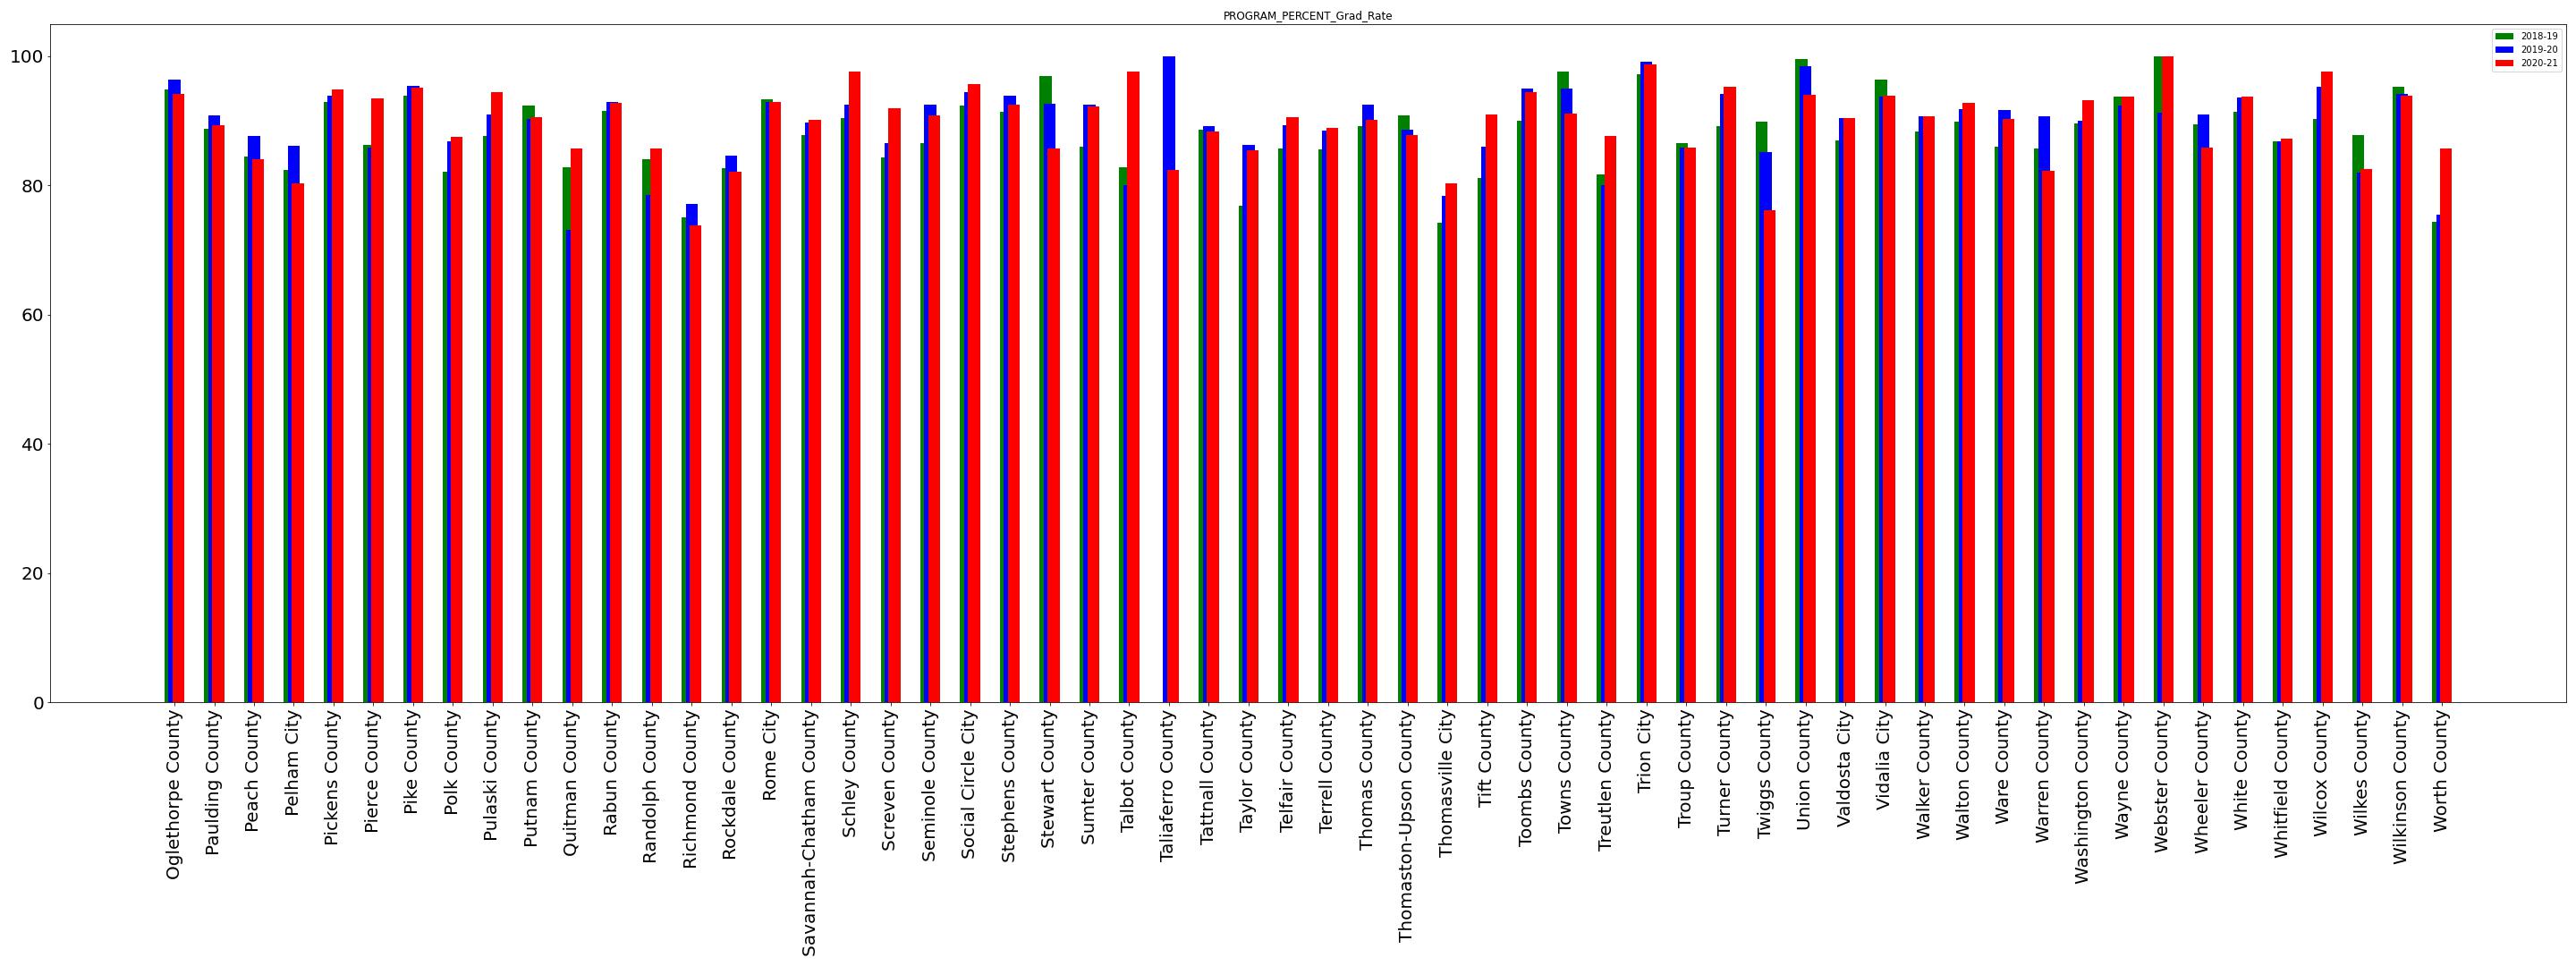 PROGRAM_PERCENT_Grad_Rate
2018-19
2019-20
2020-21
100
80
60
40
20
0
Oglethorpe County
Paulding County
Peach County
Pelham City
Pickens County
Pierce County
Pike County
Polk County
Pulaski County
Putnam County
Quitman County
Rabun County
Randolph County
Richmond County
Rockdale County
Rome City
Savannah-Chatham County
Schley County
Screven County
Seminole County
Social Circle City
Stephens County
Stewart County
Sumter County
Talbot County
Taliaferro County
Tattnall County
Taylor County
Telfair County
Terrell County
Thomas County
Thomaston-Upson County
Thomasville City
Tift County
Toombs County
Towns County
Treutlen County
Trion City
Troup County
Turner County
Twiggs County
Union County
Valdosta City
Vidalia City
Walker County
Walton County
Ware County
Warren County
Washington County
Wayne County
Webster County
Wheeler County
White County
Whitfield County
Wilcox County
Wilkes County
Wilkinson County
Worth County